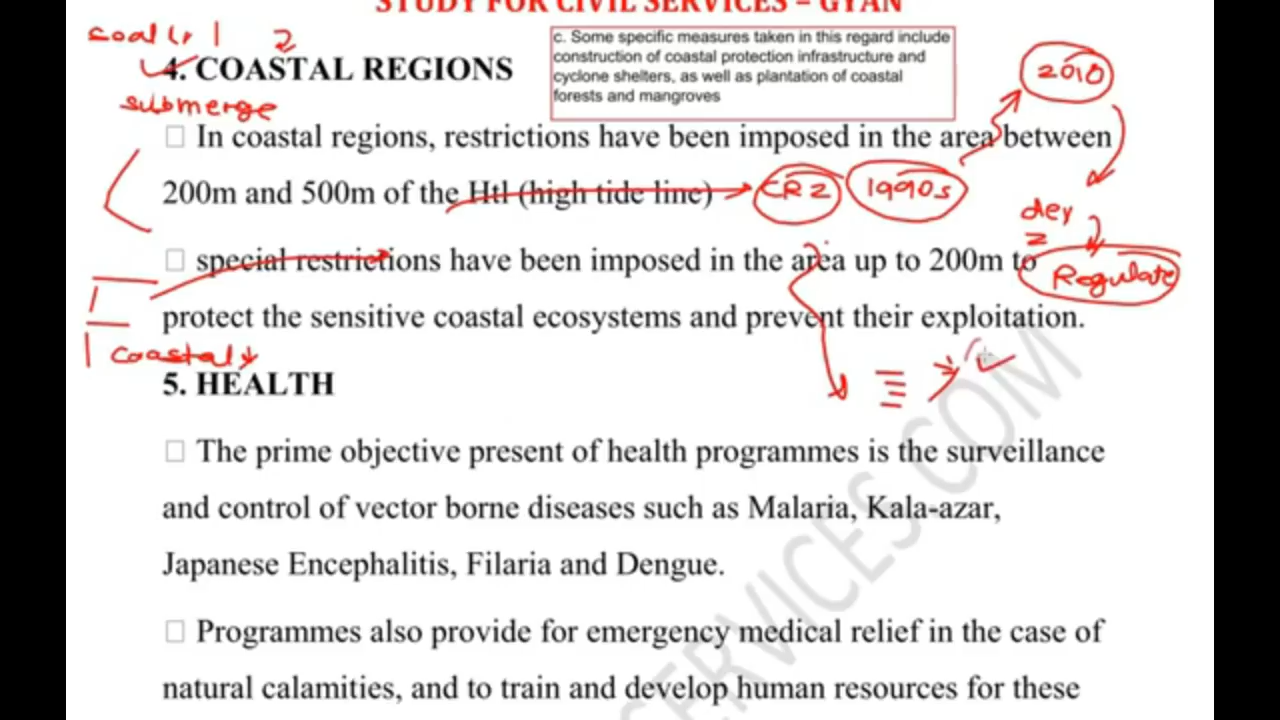 STUDY FOR CIVIL SERVICES – GYAN
c. Some specific measures taken in this regard include
construction of coastal protection infrastructure and
cyclone shelters, as well as plantation of coastal
forests and mangroves
2010
4. COASTAL REGIONS
submerge
In coastal regions, restrictions have been imposed in the area between
200m and 500m of the Htl (high tide line)
CRZ
1990s
special restrictions have been imposed in the area up to 200m to
Regulate
protect the sensitive coastal ecosystems and prevent their exploitation.
coastal
5. HEALTH
The prime objective present of health programmes is the surveillance
and control of vector borne diseases such as Malaria, Kala-azar,
Japanese Encephalitis, Filaria and Dengue.
Programmes also provide for emergency medical relief in the case of
natural calamities, and to train and develop human resources for these
SERVICES.COM